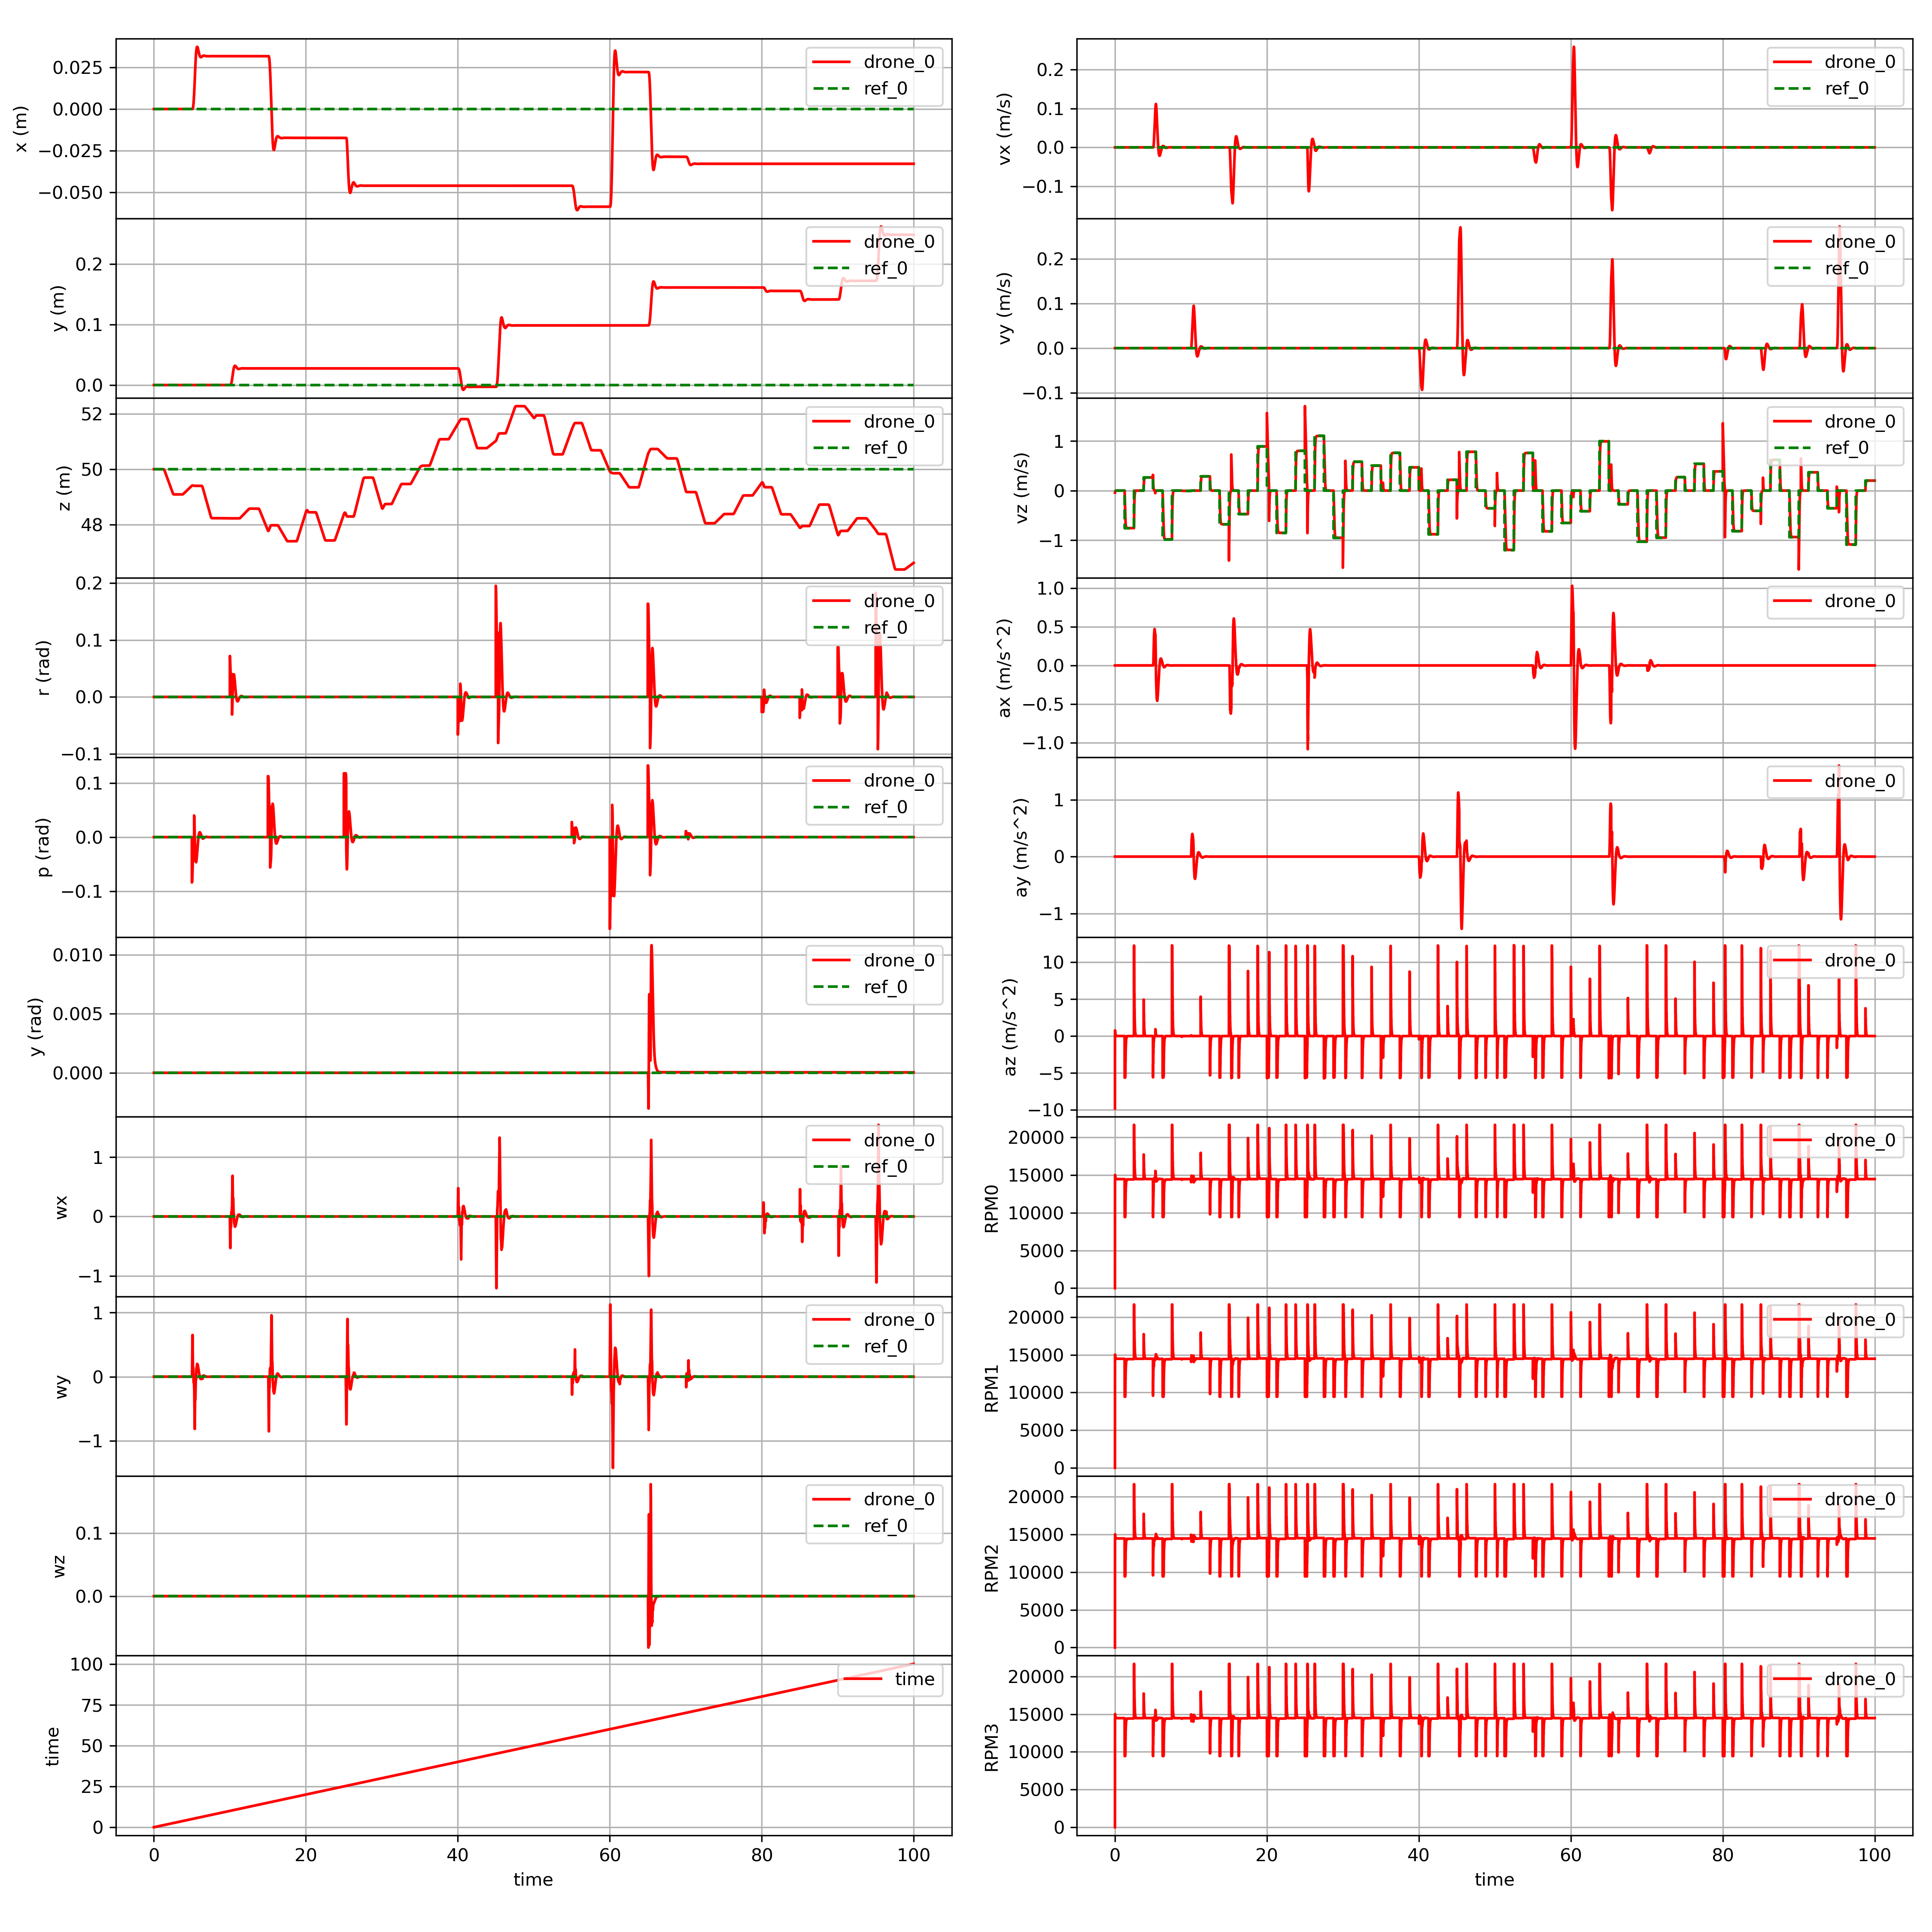 0.025
0.000
−0.025
−0.050
x (m)
drone_0
ref_0
0.2
0.1
0.0
y (m)
drone_0
ref_0
52
50
48
z (m)
drone_0
ref_0
0.2
0.1
0.0
−0.1
r (rad)
drone_0
ref_0
0.1
0.0
−0.1
p (rad)
drone_0
ref_0
0.010
0.005
0.000
y (rad)
drone_0
ref_0
1
0
−1
wx
drone_0
ref_0
1
0
−1
wy
drone_0
ref_0
0.1
0.0
wz
drone_0
ref_0
100
75
50
25
0
time
time
0 20 40 60 80 100
time
0.2
0.1
0.0
−0.1
vx (m/s)
drone_0
ref_0
0.2
0.1
0.0
−0.1
vy (m/s)
drone_0
ref_0
1
0
−1
vz (m/s)
drone_0
ref_0
1.0
0.5
0.0
−0.5
−1.0
ax (m/s^2)
drone_0
1
0
−1
ay (m/s^2)
drone_0
10
5
0
−5
−10
az (m/s^2)
drone_0
20000
15000
10000
5000
0
RPM0
drone_0
20000
15000
10000
5000
0
RPM1
drone_0
20000
15000
10000
5000
0
RPM2
drone_0
20000
15000
10000
5000
0
RPM3
drone_0
0 20 40 60 80 100
time